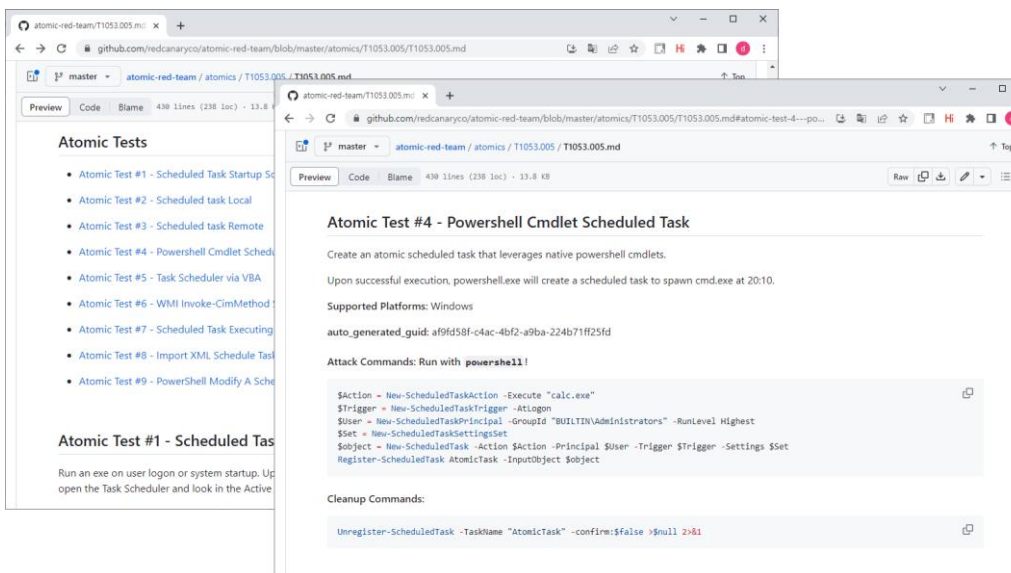 atomic-red-team/T1053.005.md
github.com/redcanaryco/atomic-red-team/blob/master/atomics/T1053.005/T1053.005.md
master
atomic-red-team / atomics / T1053.005 / T1053.005.md
Top
Preview Code Blame 430 lines (238 loc) · 13.8
Atomic Tests
Atomic Test #1 - Scheduled Task Startup Sc
Atomic Test #2 - Scheduled task Local
Atomic Test #3 - Scheduled task Remote
Atomic Test #4 - Powershell Cmdlet Schedu
Atomic Test #5 - Task Scheduler via VBA
Atomic Test #6 - WMI Invoke-CimMethod
Atomic Test #7 - Scheduled Task Executing
Atomic Test #8 - Import XML Schedule Task
Atomic Test #9 - PowerShell Modify A Sche
Atomic Test #1 - Scheduled Tas
Run an exe on user logon or system startup. Up
open the Task Scheduler and look in the Active
atomic-red-team/T1053.005.md
github.com/redcanaryco/atomic-red-team/blob/master/atomics/T1053.005/T1053.005.md#atomic-test-4---po...
master
atomic-red-team / atomics / T1053.005 / T1053.005.md
Top
Preview Code Blame 430 lines (238 loc) · 13.8 KB
Raw
Atomic Test #4 - Powershell Cmdlet Scheduled Task
Create an atomic scheduled task that leverages native powershell cmdlets.
Upon successful execution, powershell.exe will create a scheduled task to spawn cmd.exe at 20:10.
Supported Platforms: Windows
auto_generated_guid: af9fd58f-c4ac-4bf2-a9ba-224b71ff25fd
Attack Commands: Run with powershell!
$Action = New-ScheduledTaskAction -Execute "calc.exe"
$Trigger = New-ScheduledTaskTrigger -AtLogon
$User = New-ScheduledTaskPrincipal -GroupId "BUILTIN\Administrators" -RunLevel Highest
$Set = New-ScheduledTaskSettingsSet
$object = New-ScheduledTask -Action $Action -Principal $User -Trigger $Trigger -Settings $Set
Register-ScheduledTask AtomicTask -InputObject $object
Cleanup Commands:
Unregister-ScheduledTask -TaskName "AtomicTask" -confirm:$false >$null 2>&1